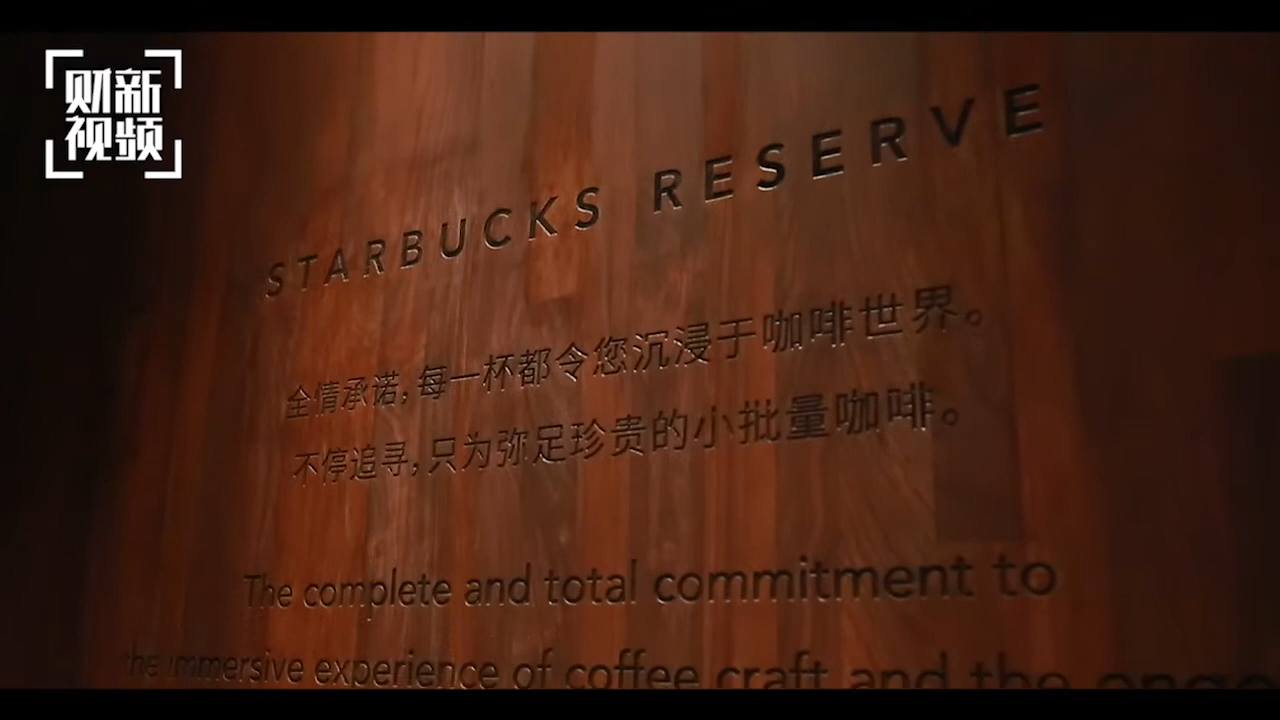 财新
视频
STARBUCKS RESERVE
全情承诺,每一杯都令您沉浸于咖啡世界。
不停追寻,只为弥足珍贵的小批量咖啡。
The complete and total commitment to
the immersive experience of coffee craft and the